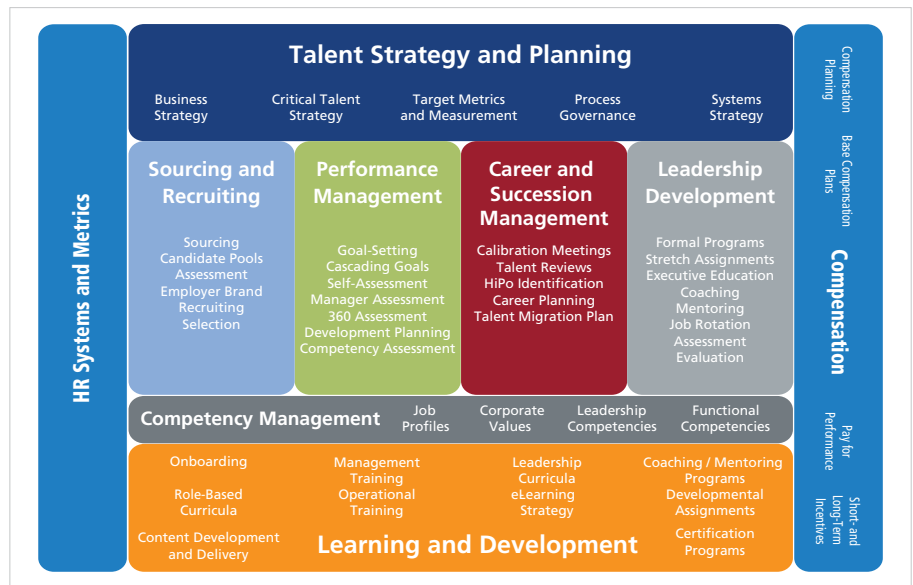 HR Systems and Metrics
Talent Strategy and Planning
Business
Strategy
Critical Talent
Strategy
Target Metrics
and Measurement
Process
Governance
Systems
Strategy
Sourcing and
Recruiting
Sourcing
Candidate Pools
Assessment
Employer Brand
Recruiting
Selection
Performance
Management
Goal-Setting
Cascading Goals
Self-Assessment
Manager Assessment
360 Assessment
Development Planning
Competency Assessment
Career and
Succession
Management
Calibration Meetings
Talent Reviews
HiPo Identification
Career Planning
Talent Migration Plan
Leadership
Development
Formal Programs
Stretch Assignments
Executive Education
Coaching
Mentoring
Job Rotation
Assessment
Evaluation
Competency Management
Job
Profiles
Corporate
Values
Leadership
Competencies
Functional
Competencies
Onboarding
Role-Based
Curricula
Content Development
and Delivery
Management
Training
Operational
Training
Leadership
Curricula
eLearning
Strategy
Coaching / Mentoring
Programs
Developmental
Assignments
Certification
Programs
Learning and Development
Compensation
Planning
Base Compensation
Plans
Compensation
Pay for
Performance
Short- and
Long-Term
Incentives